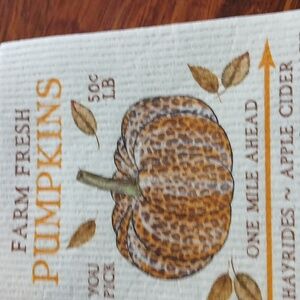 FARM FRESH
PUMPKINS
50¢
LB
YOU
PICK
ONE MILE AHEAD
HAYRIDES ~ APPLE CIDER